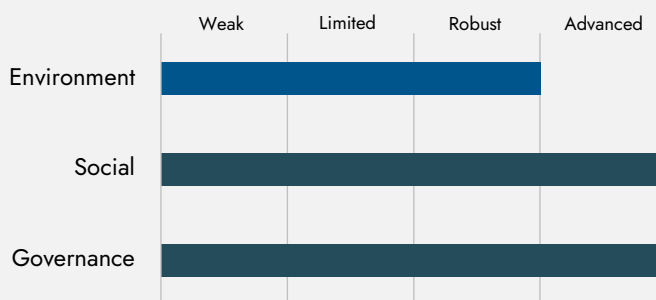 Weak Limited Robust Advanced
Environment
Social
Governance